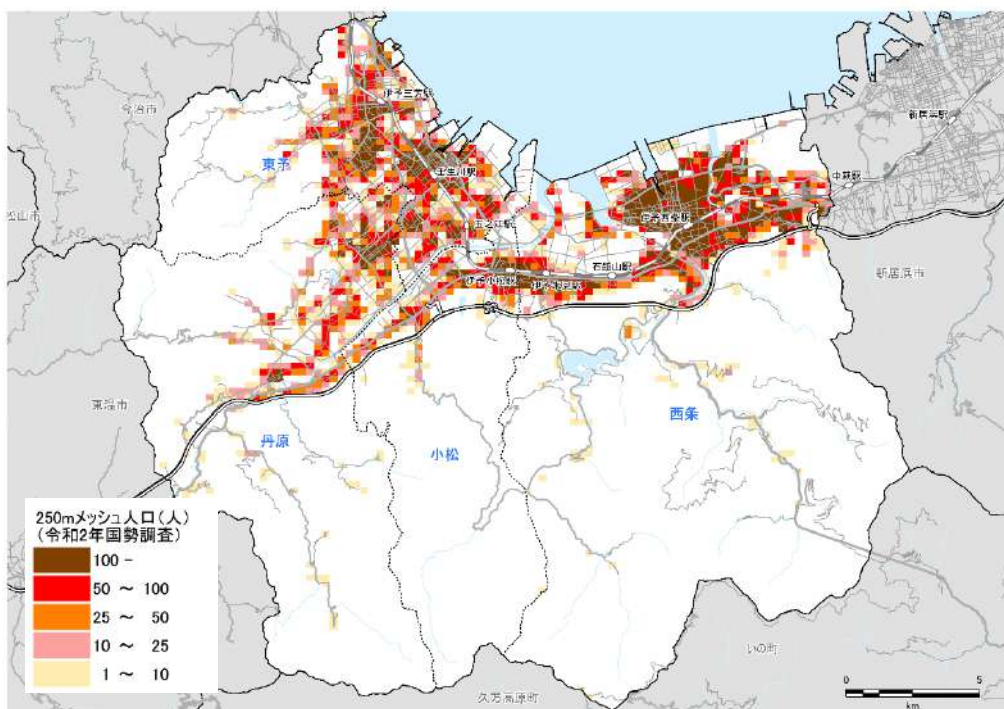 今治市
伊予三芳駅
新居浜駅
東予
壬生川駅
中萩駅
松山市
伊予西条駅
玉之江駅
石鎚山駅
伊予小松駅
伊予氷見駅
新居浜市
東温市
丹原
小松
西条
250mメッシュ人口(人)
(令和2年国勢調査)
100 -
50 ～ 100
25 ～ 50
10 ～ 25
1 ～ 10
いの町
久万高原町
0
5
km